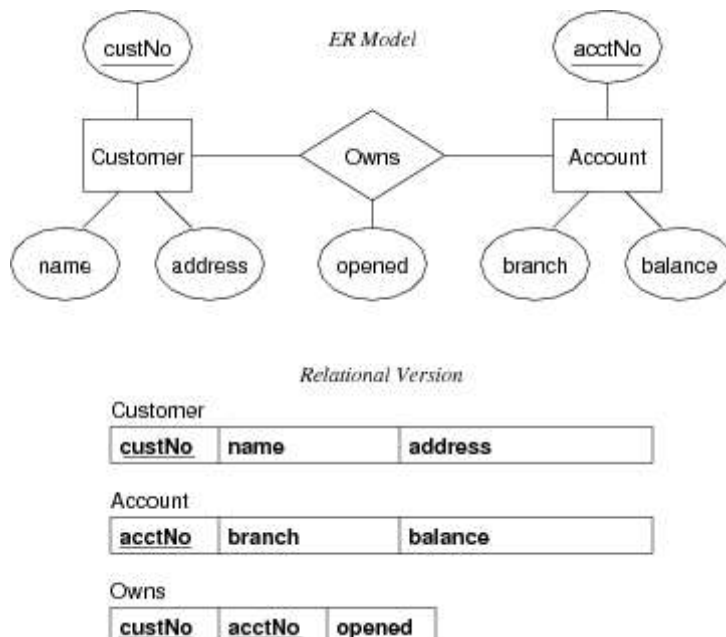 custNo
ER Model
acctNo
Customer
Owns
Account
name
address
opened
branch
balance
Relational Version
Customer
custNo name address
Account
acctNo branch balance
Owns
custNo acctNo opened